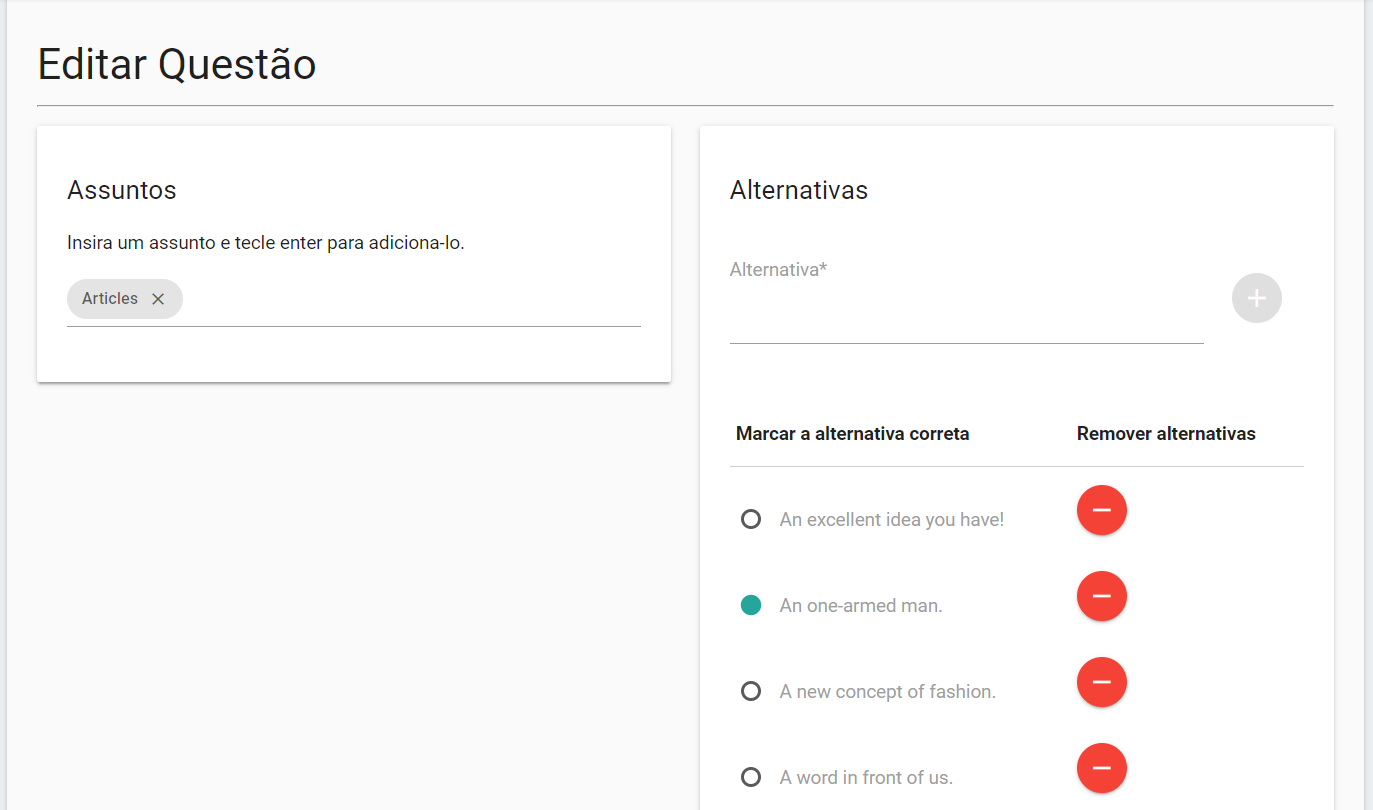 Editar Questão
Assuntos
Insira um assunto e tecle enter para adiciona-lo.
Articles
Alternativas
Alternativa*
Marcar a alternativa correta
Remover alternativas
An excellent idea you have!
An one-armed man.
A new concept of fashion.
A word in front of us.